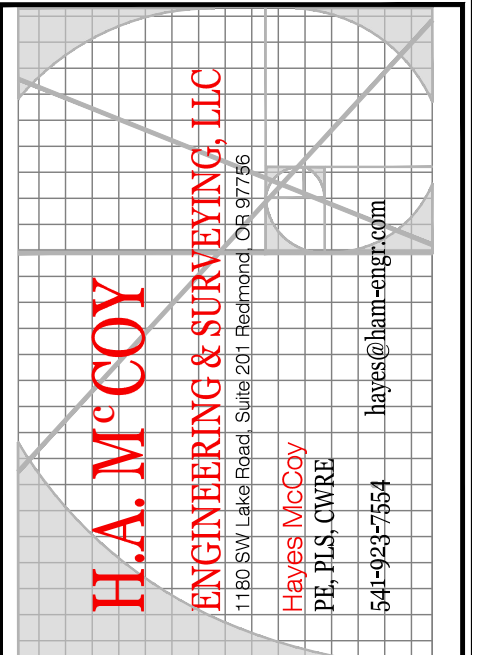 H.A. McCOY
ENGINEERING & SURVEYING, LLC
1180 SW Lake Road, Suite 201 Redmond, OR 97756
Hayes McCoy
PE, PLS, CWRE
541-923-7554 hayes@ham-engr.com